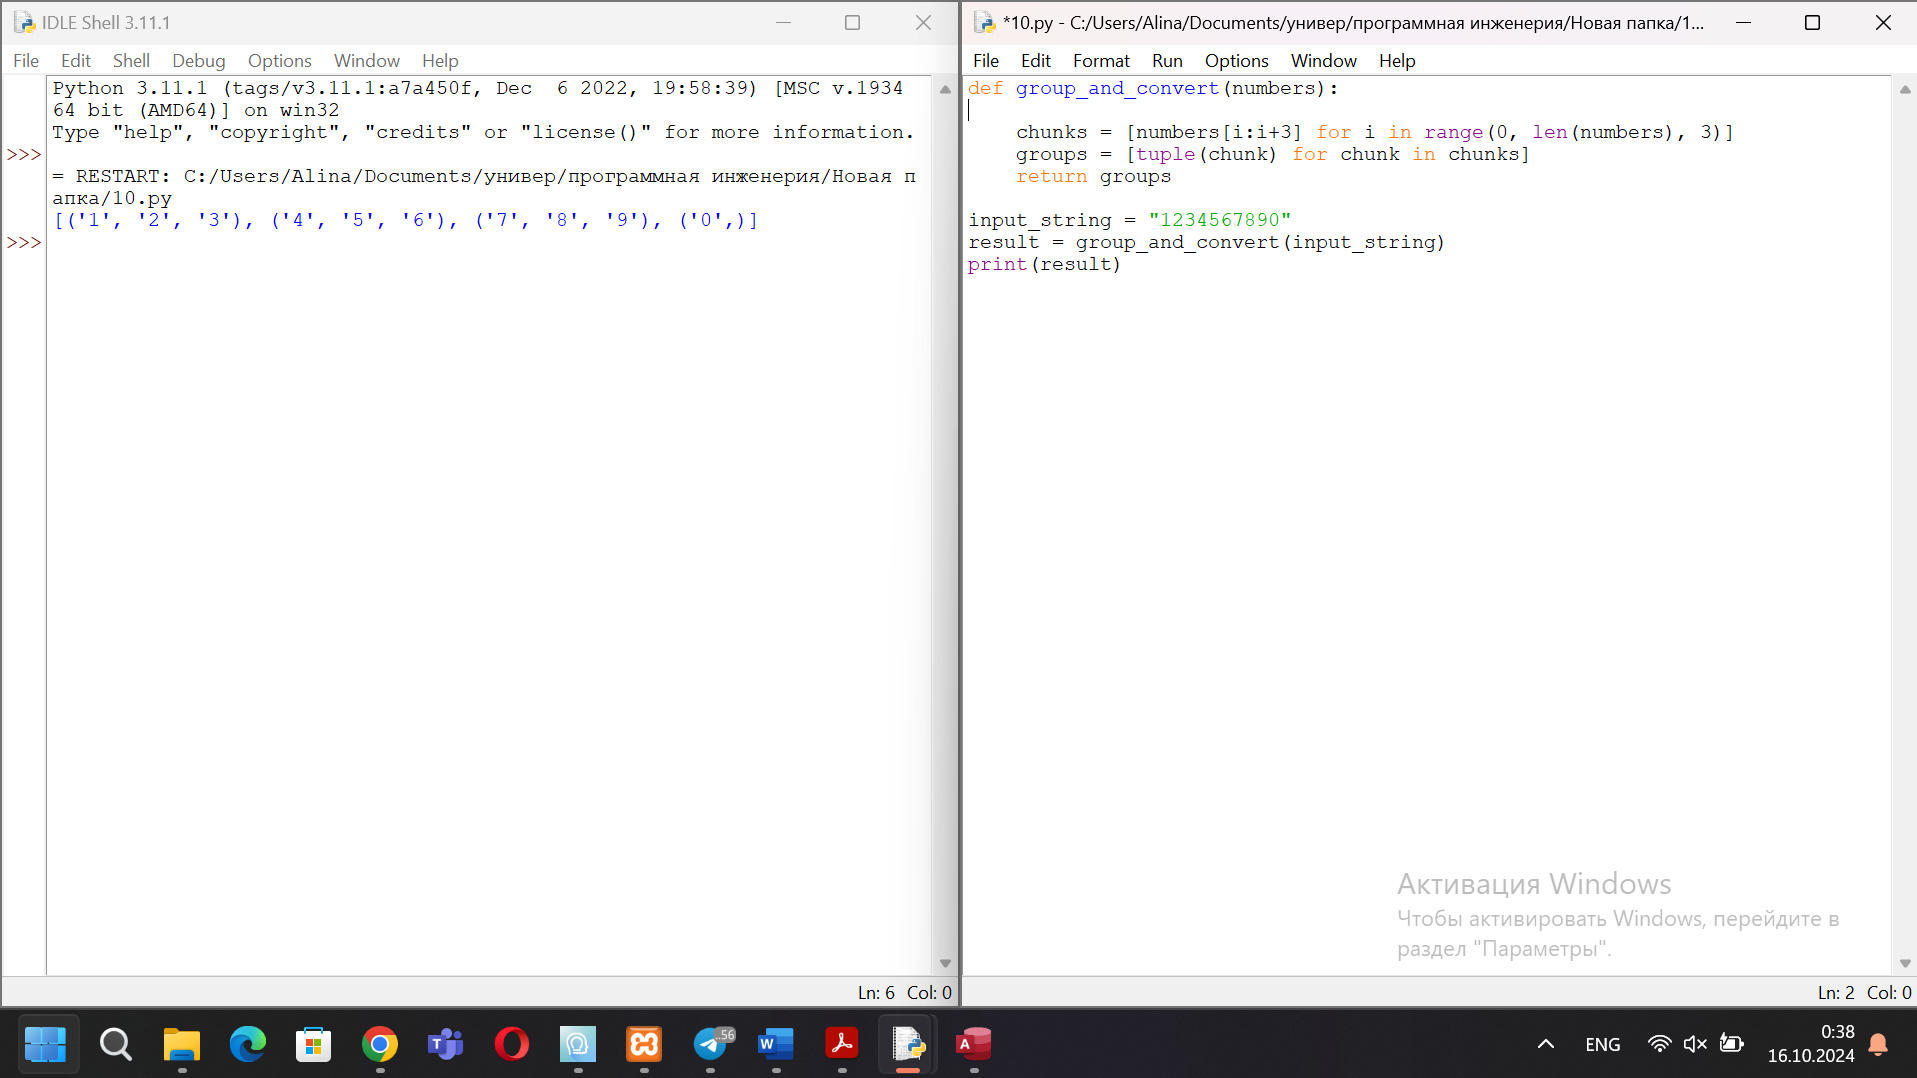 IDLE Shell 3.11.1
File Edit Shell Debug Options Window Help
Python 3.11.1 (tags/v3.11.1:a7a450f, Dec  6 2022, 19:58:39) [MSC v.1934
64 bit (AMD64)] on win32
Type "help", "copyright", "credits" or "license()" for more information.
>>>
= RESTART: C:/Users/Alina/Documents/универ/программная инженерия/Новая п
апка/10.py
[('1', '2', '3'), ('4', '5', '6'), ('7', '8', '9'), ('0',)]
>>>
Ln: 6 Col: 0
*10.py - C:/Users/Alina/Documents/универ/программная инженерия/Новая папка/1...
File Edit Format Run Options Window Help
def group_and_convert(numbers):
    chunks = [numbers[i:i+3] for i in range(0, len(numbers), 3)]
    groups = [tuple(chunk) for chunk in chunks]
    return groups
input_string = "1234567890"
result = group_and_convert(input_string)
print(result)
Активация Windows
Чтобы активировать Windows, перейдите в
раздел "Параметры".
Ln: 2 Col: 0
..56
ENG
0:38
16.10.2024